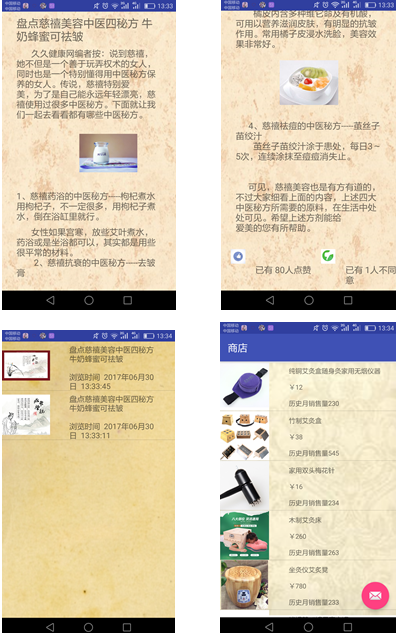 13:33
盘点慈禧美容中医四秘方 牛
奶蜂蜜可祛皱
久久健康网编者按：说到慈禧，
她不但是一个善于玩弄权术的女人，
同时也是一个特别懂得用中医秘方保
养的女人。传说，慈禧特别爱
美，为了是自己能永远年轻漂亮，慈
禧使用过很多中医秘方。下面就让我
们一起去看看都有哪些中医秘方。
1、慈禧药浴的中医秘方──枸杞煮水
用枸杞子，不一定很多，用枸杞子煮
水，倒在浴缸里就行。
女性如果宫寒，放些艾叶煮水，
药浴或是坐浴都可以，其实都是用些
很平常的材料。
2、慈禧抗衰的中医秘方──去皱
膏
13:33
橘皮内含多种维它命及有机酸，
可用以营养滋润皮肤，有明显的抗皱
作用。常用橘子皮浸水洗脸，美容效
果非常好。
4、慈禧祛痘的中医秘方──茧丝子
茁绞汁
茧丝子茁绞汁涂于患处，每日3～
5次，连续涂抹至痘痘消失止。
可见，慈禧美容也是有方有道的，
不过大家细看上面的内容，上述四大
中医秘方所需要的原料，在生活中处
处可见。希望上述方剂能给
爱美的您有所帮助。
已有 80人点赞
已有 1人不同
意
13:34
盘点慈禧美容中医四秘方
牛奶蜂蜜可祛皱
浏览时间 2017年06月30
日 13:33:45
盘点慈禧美容中医四秘方
牛奶蜂蜜可祛皱
浏览时间 2017年06月30
日 13:33:11
13:34
商店
纯铜艾灸盒随身灸家用无烟仪器
￥12
历史月销售量230
竹制艾灸盒
￥38
历史月销售量545
家用双头梅花针
￥16
历史月销售量234
木制艾灸床
￥260
历史月销售量263
坐灸仪艾灸凳
￥780
历史月销售量233